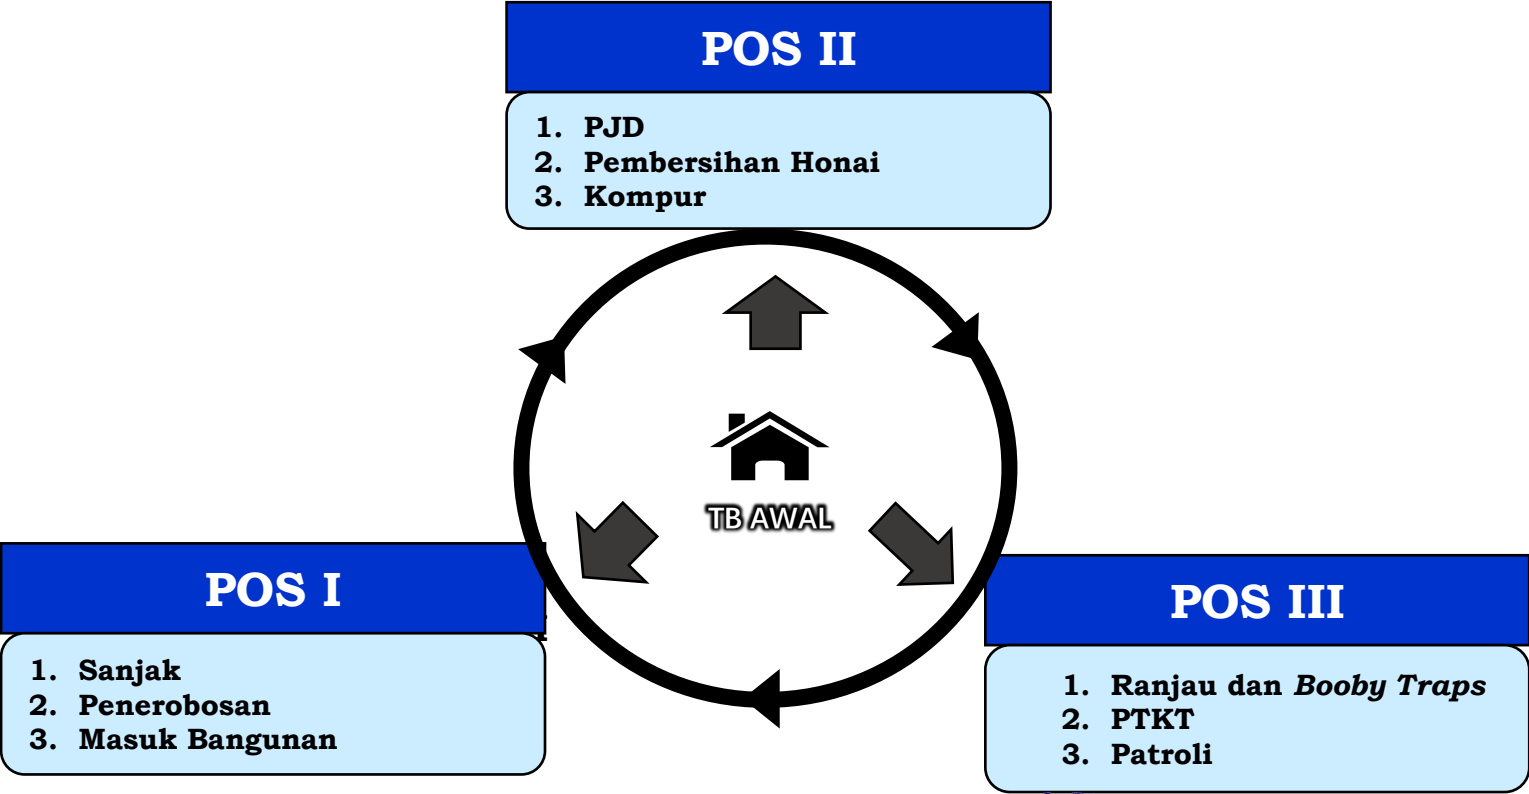 POS II
1. PJD
2. Pembersihan Honai
3. Kompur
TB AWAL
POS I
1. Sanjak
2. Penerobosan
3. Masuk Bangunan
POS III
1. Ranjau dan Booby Traps
2. PTKT
3. Patroli